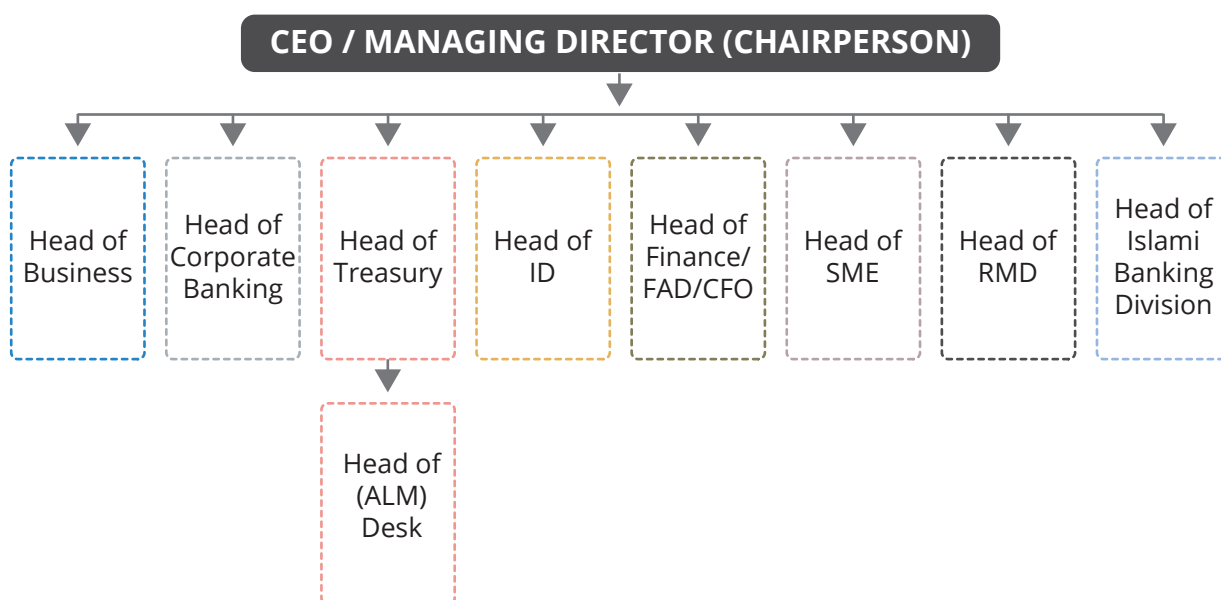 CEO / MANAGING DIRECTOR (CHAIRPERSON)
Head of
Business
Head of
Corporate
Banking
Head of
Treasury
Head of
ID
Head of
Finance/
FAD/CFO
Head of
SME
Head of
RMD
Head of
Islami
Banking
Division
Head of
(ALM)
Desk